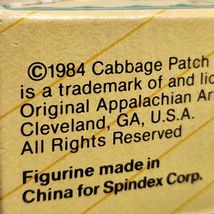 ©1984 Cabbage Patch
is a trademark of and lic
Original Appalachian Ar
Cleveland, GA, U.S.A.
All Rights Reserved
Figurine made in
China for Spindex Corp.